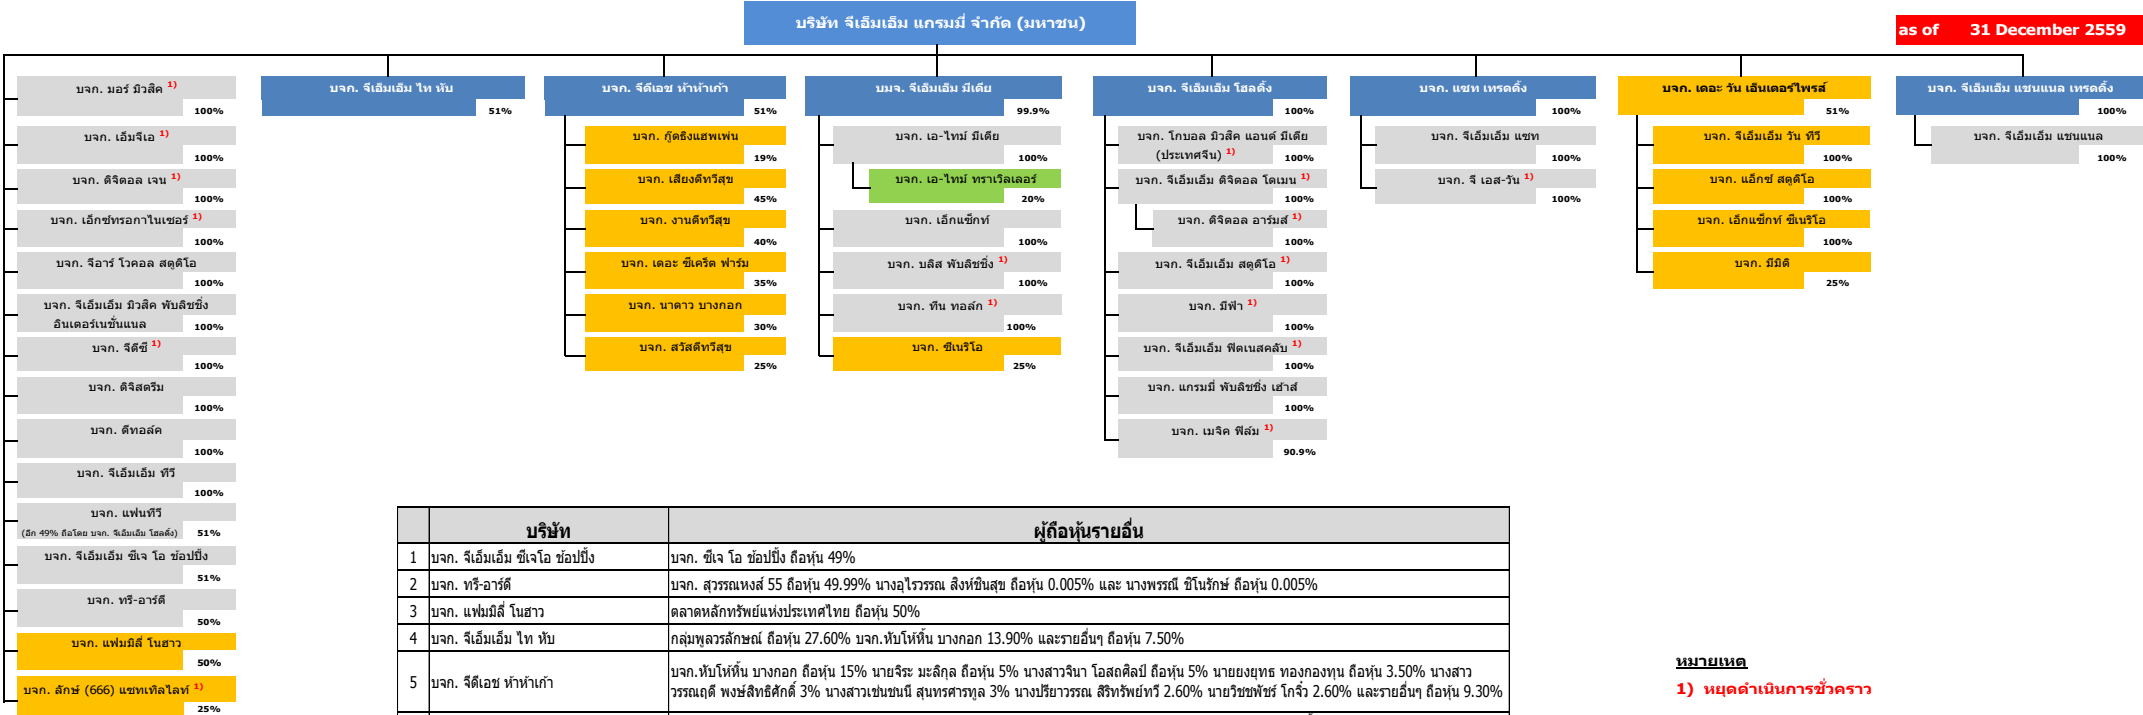 บริษัท จีเอ็มเอ็ม แกรมมี่ จำกัด (มหาชน)
as of 31 December 2559
บจก. มอร์ มิวสิค 1)
100%
บจก. เอ็มจีเอ 1)
100%
บจก. ดิจิตอล เจน 1)
100%
บจก. เอ็กซ์ทรอกาไนเซอร์ 1)
100%
บจก. จีอาร์ โวคอล สตูดิโอ
100%
บจก. จีเอ็มเอ็ม มิวสิค พับลิชชิ่ง
อินเตอร์เนชั่นแนล 100%
บจก. จีดีซี 1)
100%
บจก. ดิจิสตรีม
100%
บจก. ดีทอล์ค
100%
บจก. จีเอ็มเอ็ม ทีวี
100%
บจก. แฟนทีวี
(อีก 49% ถือโดย บจก. จีเอ็มเอ็ม โฮลดิ้ง) 51%
บจก. จีเอ็มเอ็ม ซีเจ โอ ช้อปปิ้ง
51%
บจก. ทรี-อาร์ดี
50%
บจก. แฟมมิลี่ โนฮาว
50%
บจก. ลักษ์ (666) แซทเทิลไลท์ 1)
25%
บจก. จีเอ็มเอ็ม ไท หับ
51%
บจก. จีดีเอช ห้าห้าเก้า
51%
บจก. กู๊ดธิงแฮพเพ่น
19%
บจก. เสียงดีทวีสุข
45%
บจก. งานดีทวีสุข
40%
บจก. เดอะ ซีเคร็ต ฟาร์ม
35%
บจก. นาดาว บางกอก
30%
บจก. สวัสดีทวีสุข
25%
บมจ. จีเอ็มเอ็ม มีเดีย
99.9%
บจก. เอ-ไทม์ มีเดีย
100%
บจก. เอ-ไทม์ ทราเวิลเลอร์
20%
บจก. เอ็กแซ็กท์
100%
บจก. บลิส พับลิชชิ่ง 1)
100%
บจก. ทีน ทอล์ก 1)
100%
บจก. ซีเนริโอ
25%
บจก. จีเอ็มเอ็ม โฮลดิ้ง
100%
บจก. โกบอล มิวสิค แอนด์ มีเดีย
(ประเทศจีน) 1) 100%
บจก. จีเอ็มเอ็ม ดิจิตอล โดเมน 1)
100%
บจก. ดิจิตอล อาร์มส์ 1)
100%
บจก. จีเอ็มเอ็ม สตูดิโอ 1)
100%
บจก. มีฟ้า 1)
100%
บจก. จีเอ็มเอ็ม ฟิตเนสคลับ 1)
100%
บจก. แกรมมี่ พับลิชชิ่ง เฮ้าส์
100%
บจก. เมจิค ฟิล์ม 1)
90.9%
บจก. แซท เทรดดิ้ง
100%
บจก. จีเอ็มเอ็ม แซท
100%
บจก. จี เอส-วัน 1)
100%
บจก. เดอะ วัน เอ็นเตอร์ไพรส์
51%
บจก. จีเอ็มเอ็ม วัน ทีวี
100%
บจก. แอ็กซ์ สตูดิโอ
100%
บจก. เอ็กแซ็กท์ ซีเนริโอ
100%
บจก. มีมิติ
25%
บจก. จีเอ็มเอ็ม แชนแนล เทรดดิ้ง
100%
บจก. จีเอ็มเอ็ม แชนแนล
100%
บริษัท ผู้ถือหุ้นรายอื่น
1 บจก. จีเอ็มเอ็ม ซีเจโอ ช้อปปิ้ง บจก. ซีเจ โอ ช้อปปิ้ง ถือหุ้น 49%
2 บจก. ทรี-อาร์ดี บจก. สุวรรณหงส์ 55 ถือหุ้น 49.99% นางอุไรวรรณ สิงห์ชินสุข ถือหุ้น 0.005% และ นางพรรณี ชิโนรักษ์ ถือหุ้น 0.005%
3 บจก. แฟมมิลี่ โนฮาว ตลาดหลักทรัพย์แห่งประเทศไทย ถือหุ้น 50%
4 บจก. จีเอ็มเอ็ม ไท หับ กลุ่มพูลวรลักษณ์ ถือหุ้น 27.60% บจก.หับโห้หิ้น บางกอก 13.90% และรายอื่นๆ ถือหุ้น 7.50%
5 บจก. จีดีเอช ห้าห้าเก้า บจก.หับโห้หิ้น บางกอก ถือหุ้น 15% นายจิระ มะลิกุล ถือหุ้น 5% นางสาวจินา โอสถศิลป์ ถือหุ้น 5% นายยงยุทธ ทองกองทุน ถือหุ้น 3.50% นางสาว
วรรณฤดี พงษ์สิทธิศักดิ์ 3% นางสาวเช่นชนนี สุนทรศารทูล 3% นางปรียาวรรณ สิริทรัพย์ทวี 2.60% นายวิชชพัชร์ โกจิ๋ว 2.60% และรายอื่นๆ ถือหุ้น 9.30%
หมายเหตุ
1) หยุดดำเนินการชั่วคราว